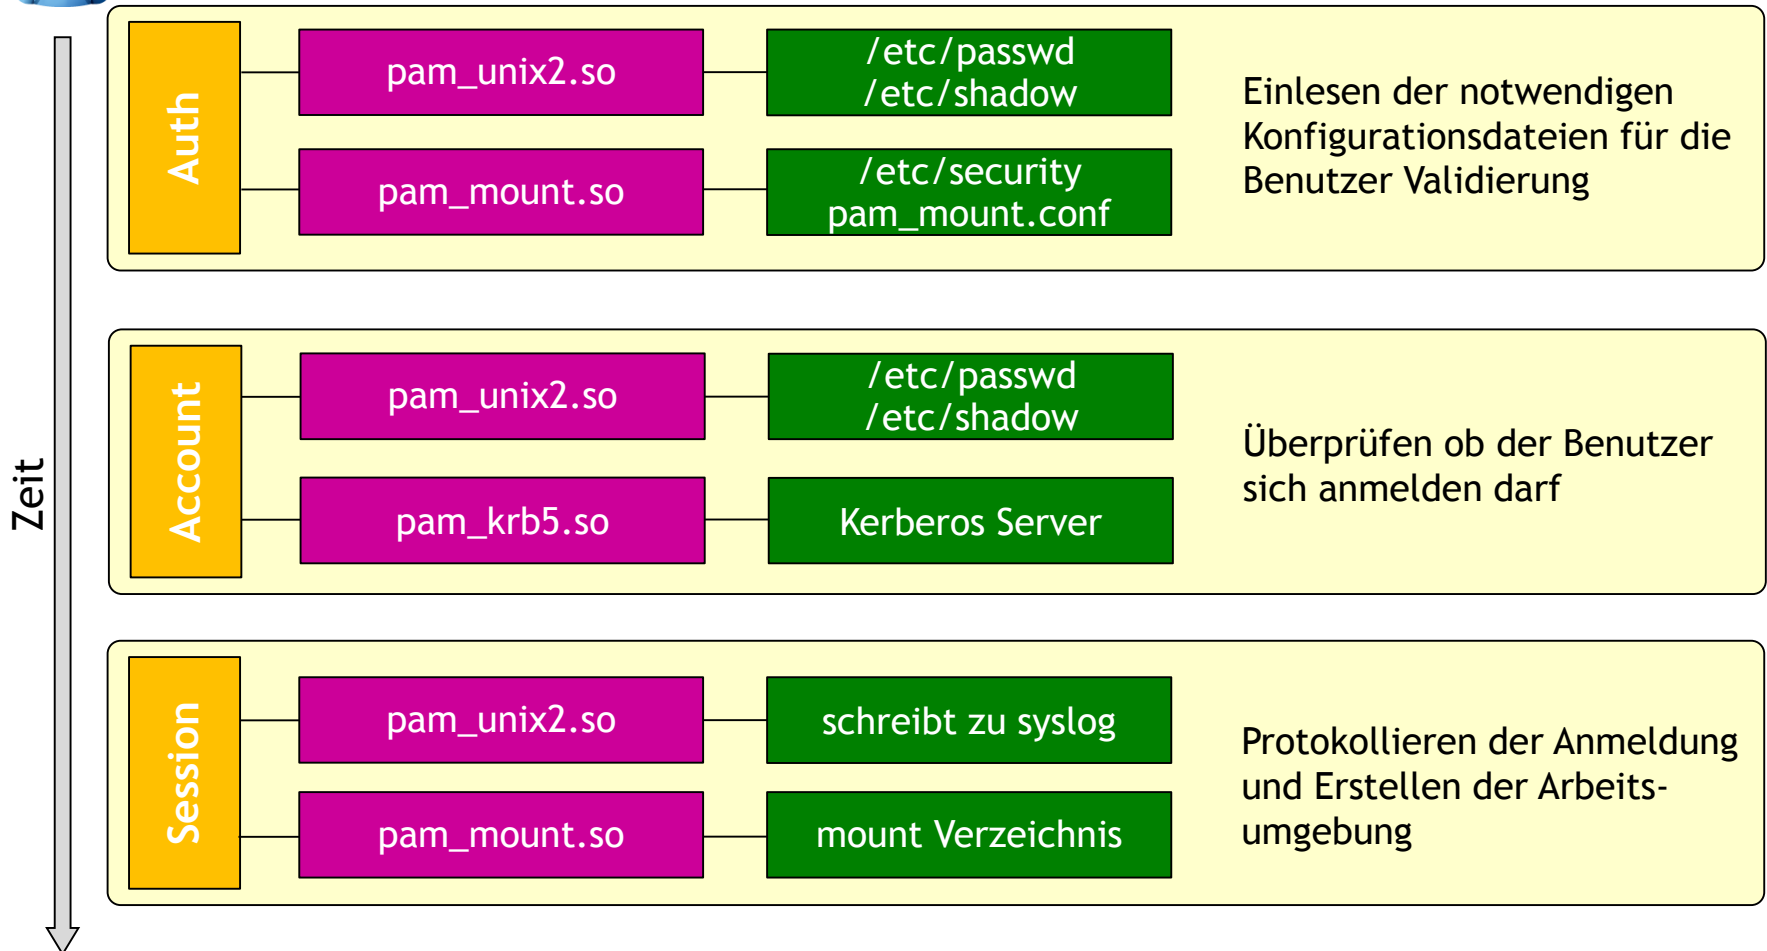 Zeit
Auth
pam_unix2.so
/etc/passwd
/etc/shadow
pam_mount.so
/etc/security
pam_mount.conf
Einlesen der notwendigen
Konfigurationsdateien für die
Benutzer Validierung
Account
pam_unix2.so
/etc/passwd
/etc/shadow
pam_krb5.so
Kerberos Server
Überprüfen ob der Benutzer
sich anmelden darf
Session
pam_unix2.so
schreibt zu syslog
pam_mount.so
mount Verzeichnis
Protokollieren der Anmeldung
und Erstellen der Arbeits-
umgebung